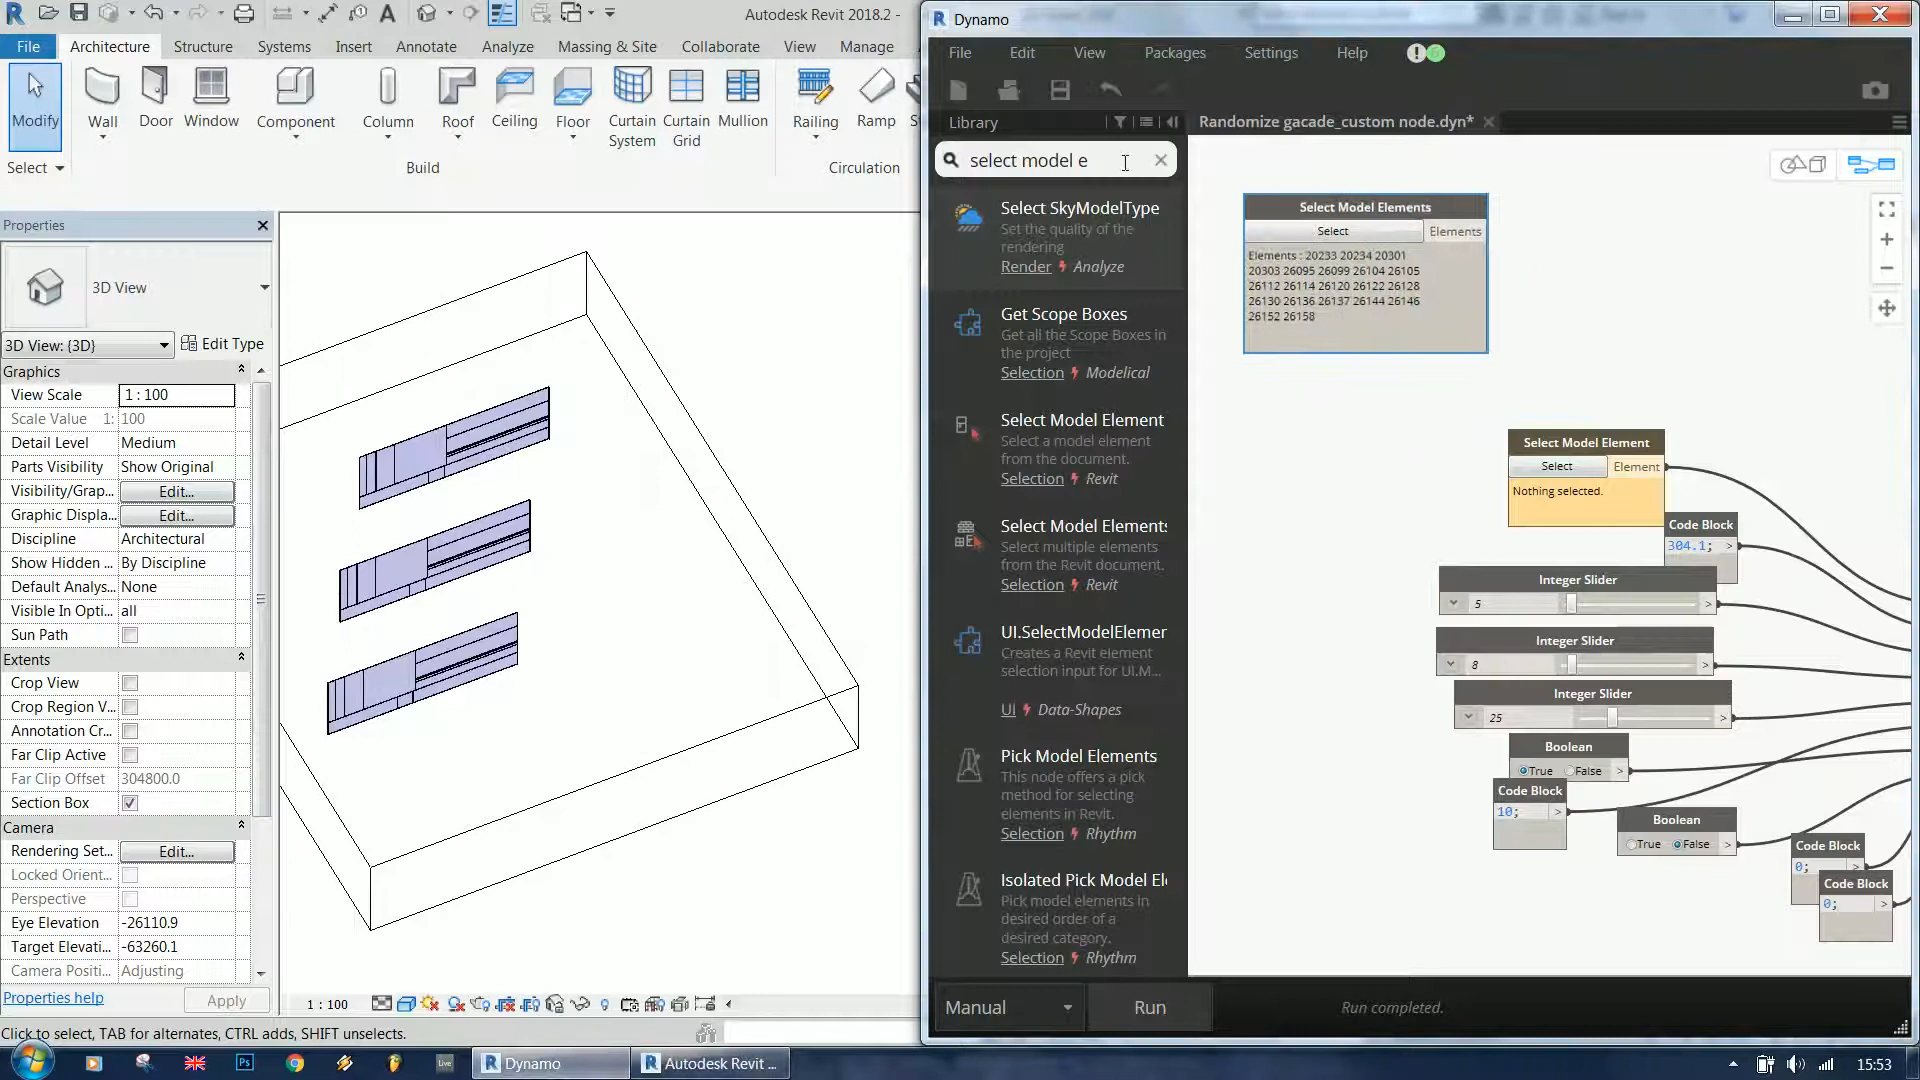 Autodesk Revit 2018.2 -
File
Architecture
Structure
Systems
Insert
Annotate
Analyze
Massing & Site
Collaborate
View
Manage
Modify
Wall
Door
Window
Component
Column
Roof
Ceiling
Floor
Curtain
System
Curtain
Grid
Mullion
Railing
Ramp
Select
Build
Circulation
Properties
3D View
3D View: {3D}
Edit Type
Graphics
View Scale 1 : 100
Scale Value 1: 100
Detail Level Medium
Parts Visibility Show Original
Visibility/Grap... Edit...
Graphic Displa... Edit...
Discipline Architectural
Show Hidden ... By Discipline
Default Analys... None
Visible In Opti... all
Sun Path
Extents
Crop View
Crop Region V...
Annotation Cr...
Far Clip Active
Far Clip Offset 304800.0
Section Box
Camera
Rendering Set... Edit...
Locked Orient...
Perspective
Eye Elevation -26110.9
Target Elevati... -63260.1
Camera Positi... Adjusting
Properties help
Apply
1 : 100
Click to select, TAB for alternates, CTRL adds, SHIFT unselects.
Dynamo
File
Edit
View
Packages
Settings
Help
Library
Randomize gacade_custom node.dyn*
select model e
Select SkyModelType
Set the quality of the
rendering
Render Analyze
Get Scope Boxes
Get all the Scope Boxes in
the project
Selection Modelical
Select Model Element
Select a model element
from the document.
Selection Revit
Select Model Elements
Select multiple elements
from the Revit document.
Selection Revit
UI.SelectModelElemer
Creates a Revit element
selection input for UI.M...
UI Data-Shapes
Pick Model Elements
This node offers a pick
method for selecting
elements in Revit.
Selection Rhythm
Isolated Pick Model Ele
Pick model elements in
desired order of a
desired category.
Selection Rhythm
Select Model Elements
Select
Elements
Elements : 20233 20234 20301
20303 26095 26099 26104 26105
26112 26114 26120 26122 26128
26130 26136 26137 26144 26146
26152 26158
Select Model Element
Select
Element
Nothing selected.
Code Block
304.1; >
Integer Slider
5 >
Integer Slider
8 >
Integer Slider
25 >
Boolean
True False >
Code Block
10; >
Boolean
True False >
Code Block
0; >
Code Block
0; >
Manual
Run
Run completed.
Dynamo
Autodesk Revit ...
15:53